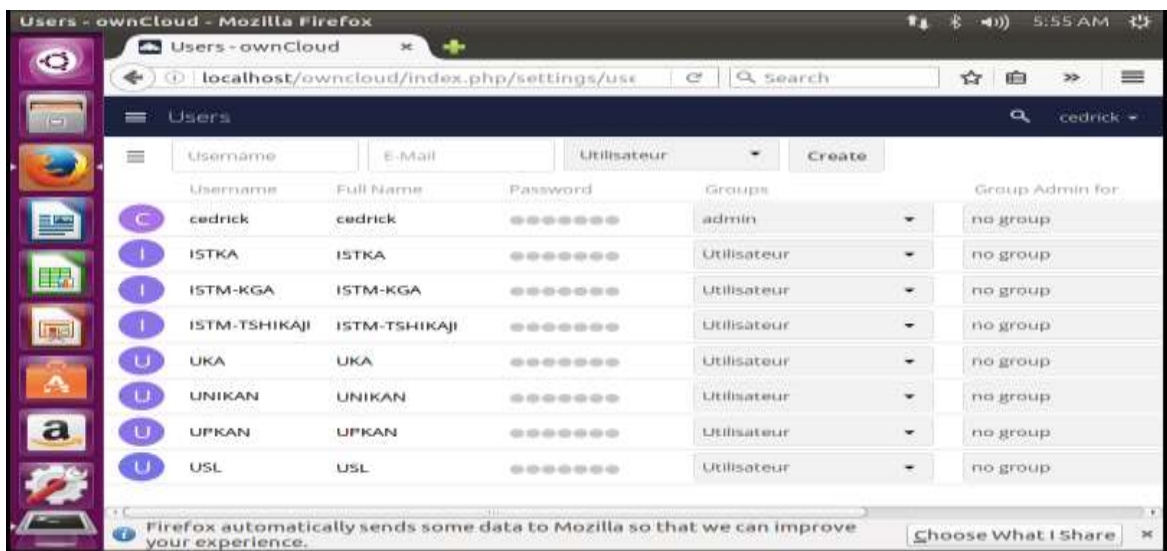 Users - ownCloud - Mozilla Firefox 5:55 AM
Users - ownCloud
localhost/owncloud/index.php/settings/use Search
Users cedrick
Username E-Mail Utilisateur Create
Username Full Name Password Groups Group Admin for
C cedrick cedrick admin no group
I ISTKA ISTKA Utilisateur no group
I ISTM-KGA ISTM-KGA Utilisateur no group
I ISTM-TSHIKAJI ISTM-TSHIKAJI Utilisateur no group
U UKA UKA Utilisateur no group
U UNIKAN UNIKAN Utilisateur no group
U UPKAN UPKAN Utilisateur no group
U USL USL Utilisateur no group
Firefox automatically sends some data to Mozilla so that we can improve
your experience. Choose What I Share